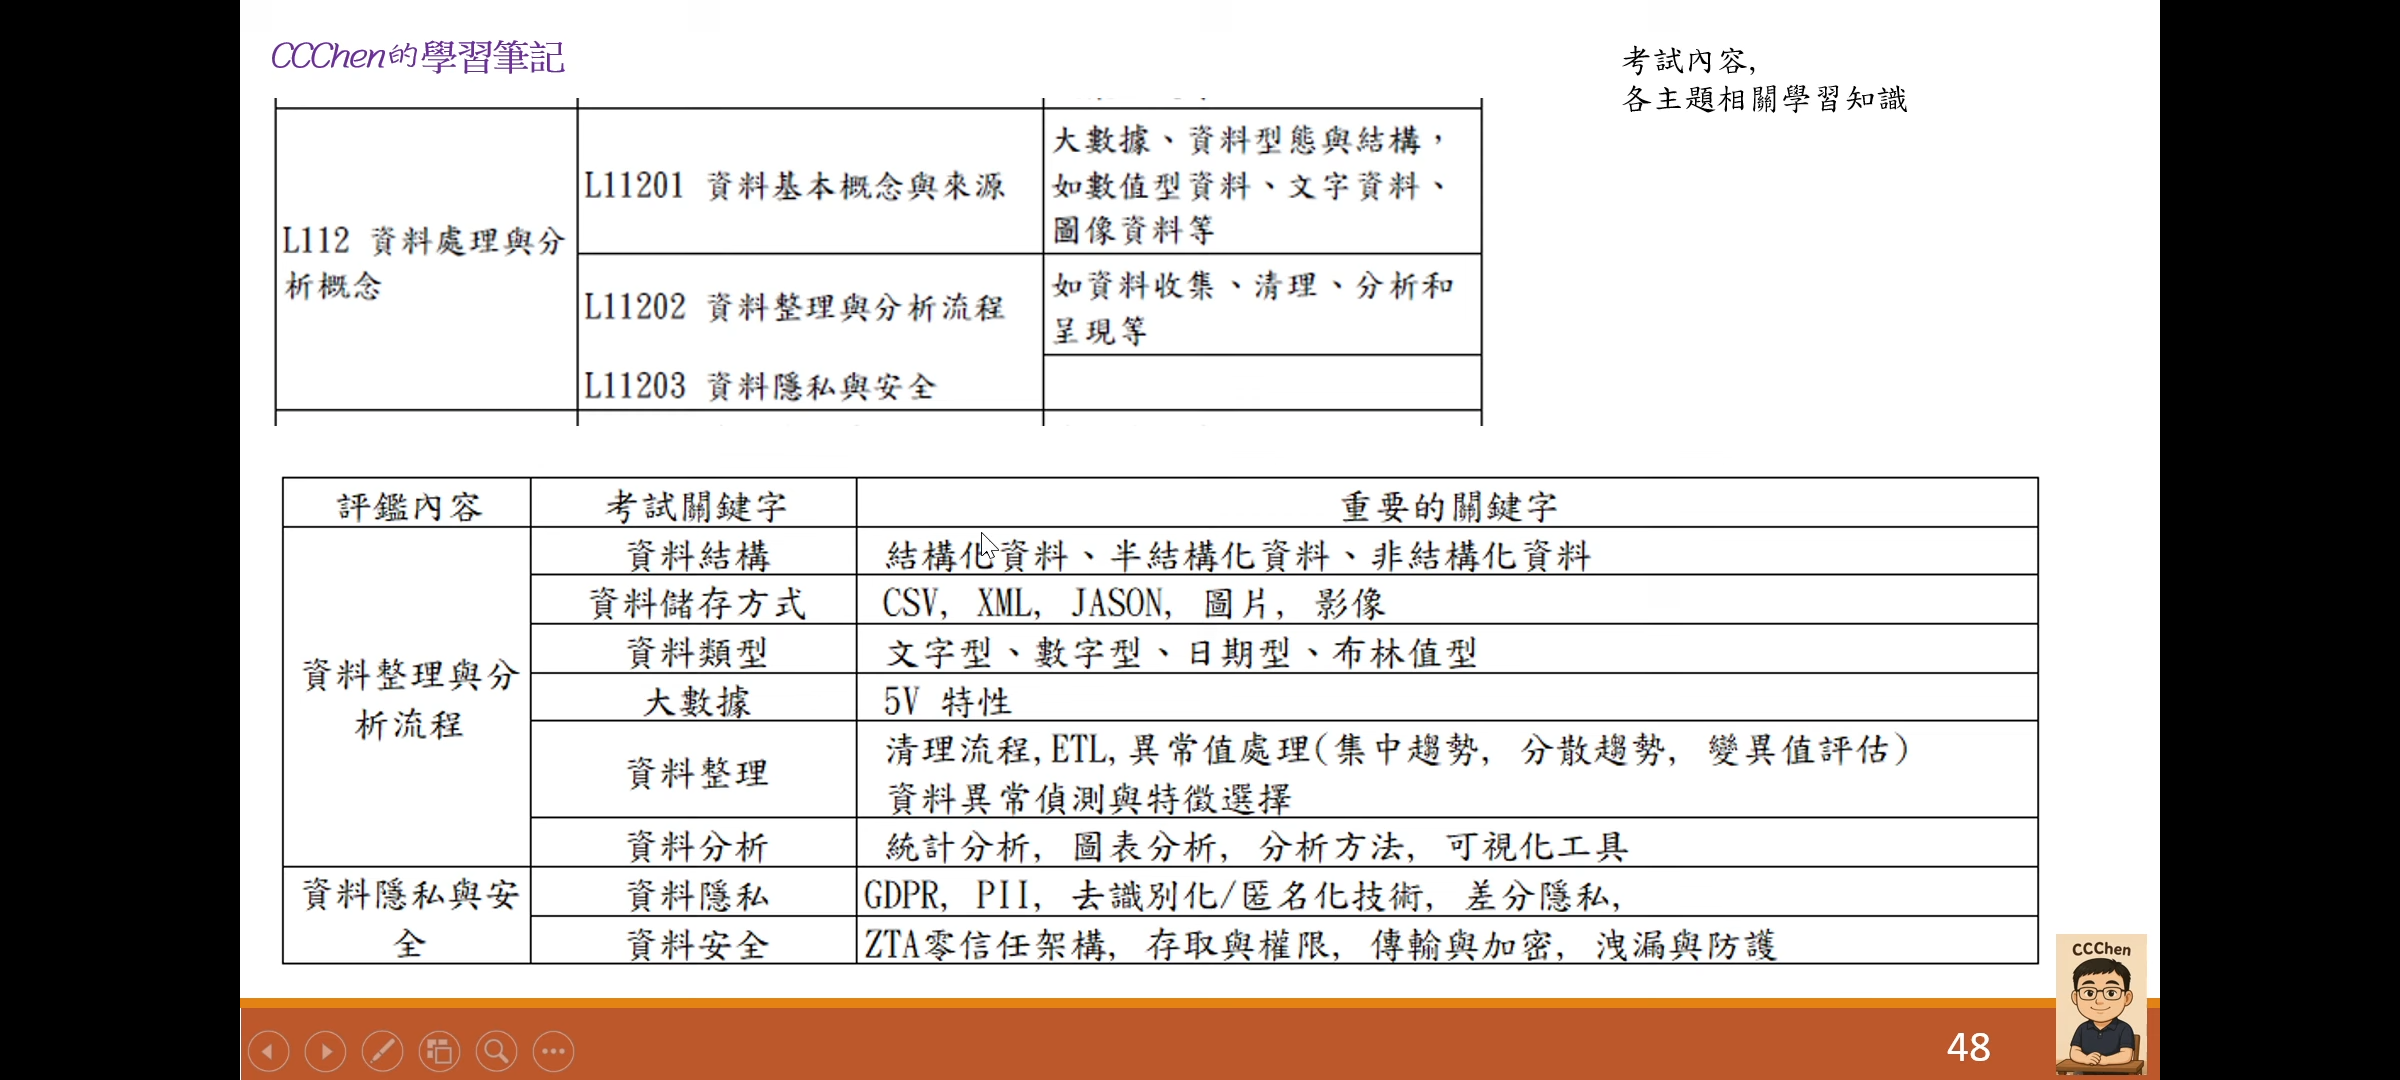 CCChen的學習筆記
考試內容,
各主題相關學習知識
L112 資料處理與分
析概念
L11201 資料基本概念與來源
大數據、資料型態與結構，
如數值型資料、文字資料、
圖像資料等
L11202 資料整理與分析流程
如資料收集、清理、分析和
呈現等
L11203 資料隱私與安全
評鑑內容 考試關鍵字 重要的關鍵字
資料整理與分
析流程
資料結構 結構化資料、半結構化資料、非結構化資料
資料儲存方式 CSV, XML, JASON, 圖片, 影像
資料類型 文字型、數字型、日期型、布林值型
大數據 5V 特性
資料整理 清理流程,ETL,異常值處理(集中趨勢, 分散趨勢, 變異值評估)
資料異常偵測與特徵選擇
資料分析 統計分析, 圖表分析, 分析方法, 可視化工具
資料隱私與安
全
資料隱私 GDPR, PII, 去識別化/匿名化技術, 差分隱私,
資料安全 ZTA零信任架構, 存取與權限, 傳輸與加密, 洩漏與防護
CCChen
48